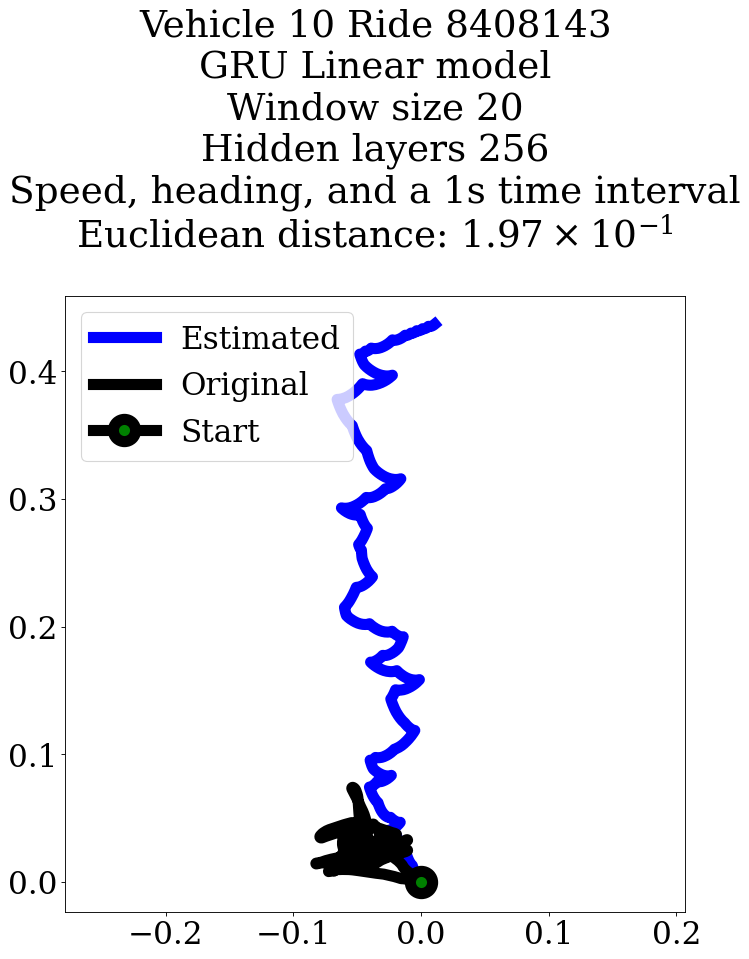 Vehicle 10 Ride 8408143
GRU Linear model
Window size 20
Hidden layers 256
Speed, heading, and a 1s time interval
Euclidean distance: 1.97 × 10⁻¹
Estimated
Original
Start
0.4
0.3
0.2
0.1
0.0
−0.2 −0.1 0.0 0.1 0.2